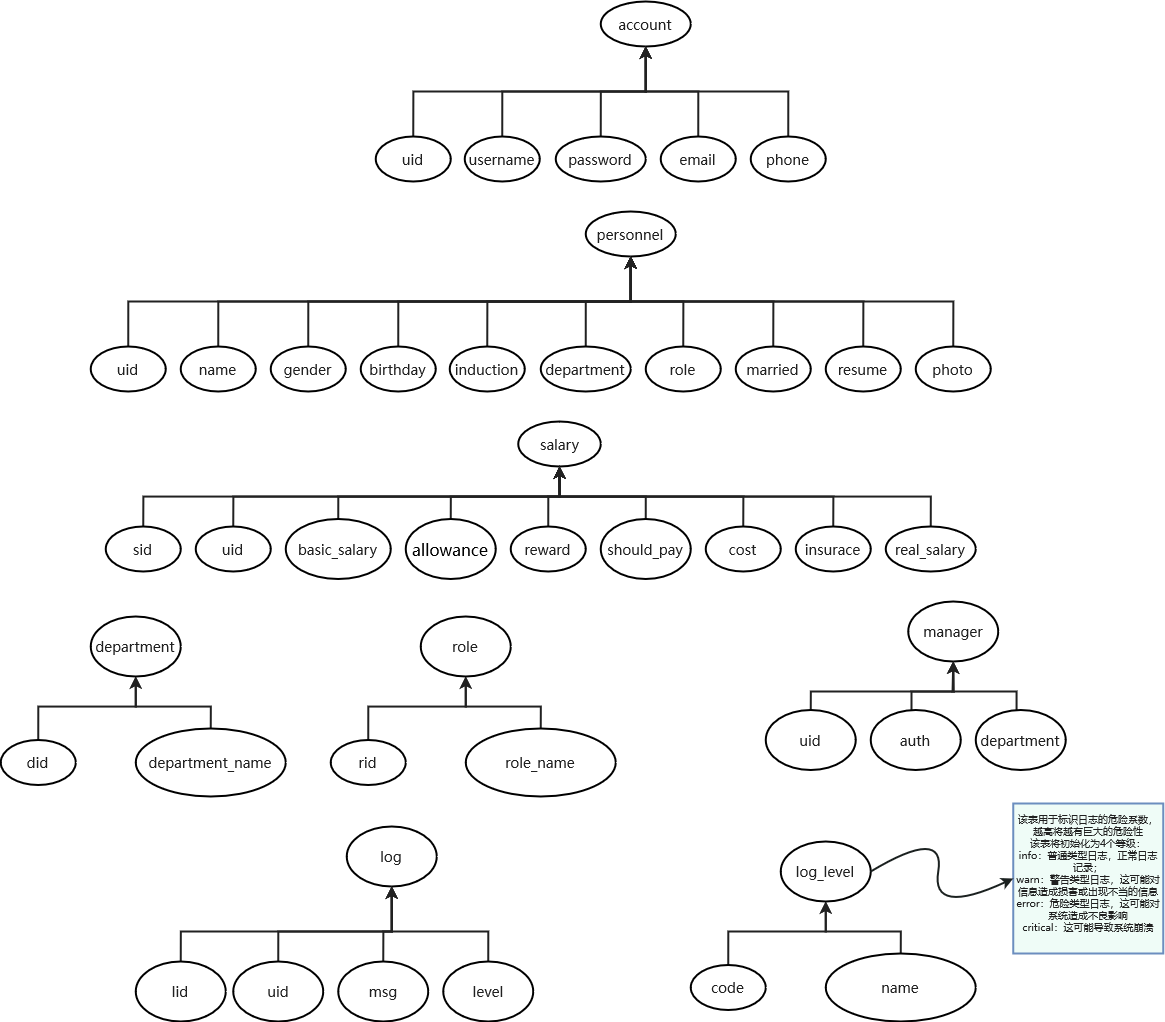 account
uid username password email phone
personnel
uid name gender birthday induction department role married resume photo
salary
sid uid basic_salary allowance reward should_pay cost insurace real_salary
department
role
manager
did department_name
rid role_name
uid auth department
log
lid uid msg level
log_level
code name
该表用于标识日志的危险系数，
越高将越有巨大的危险性
该表将初始化为4个等级：
info：普通类型日志，正常日志
记录；
warn：警告类型日志，这可能对
信息造成损害或出现不当的信息
error：危险类型日志，这可能对
系统造成不良影响
critical：这可能导致系统崩溃